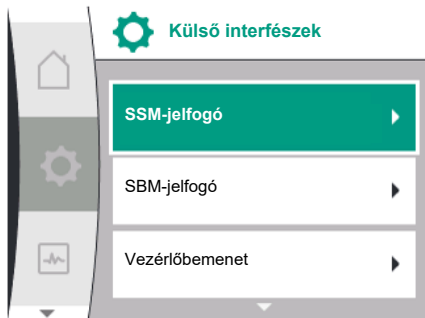 Külső interfészek
SSM-jelfogó
SBM-jelfogó
Vezérlőbemenet